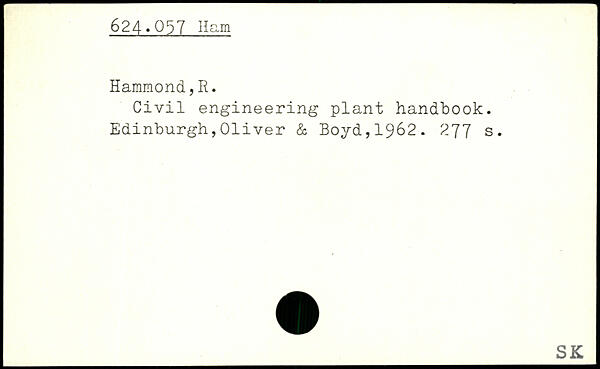 624.057 Ham
Hammond,R.
Civil engineering plant handbook.
Edinburgh,Oliver & Boyd,1962. 277 s.
SK